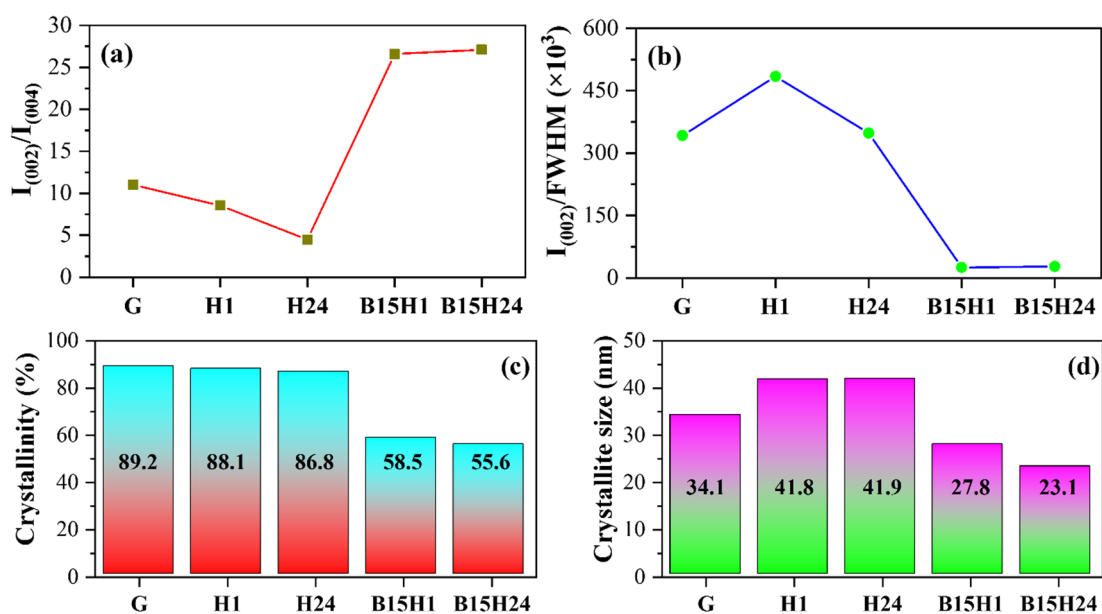 (a)
I(002)/I(004)
30
25
20
15
10
5
0
G H1 H24 B15H1 B15H24
(b)
I(002)/FWHM (×10³)
600
450
300
150
0
G H1 H24 B15H1 B15H24
(c)
Crystallinity (%)
100
80
60
40
20
0
89.2 88.1 86.8 58.5 55.6
G H1 H24 B15H1 B15H24
(d)
Crystallite size (nm)
50
40
30
20
10
0
34.1 41.8 41.9 27.8 23.1
G H1 H24 B15H1 B15H24